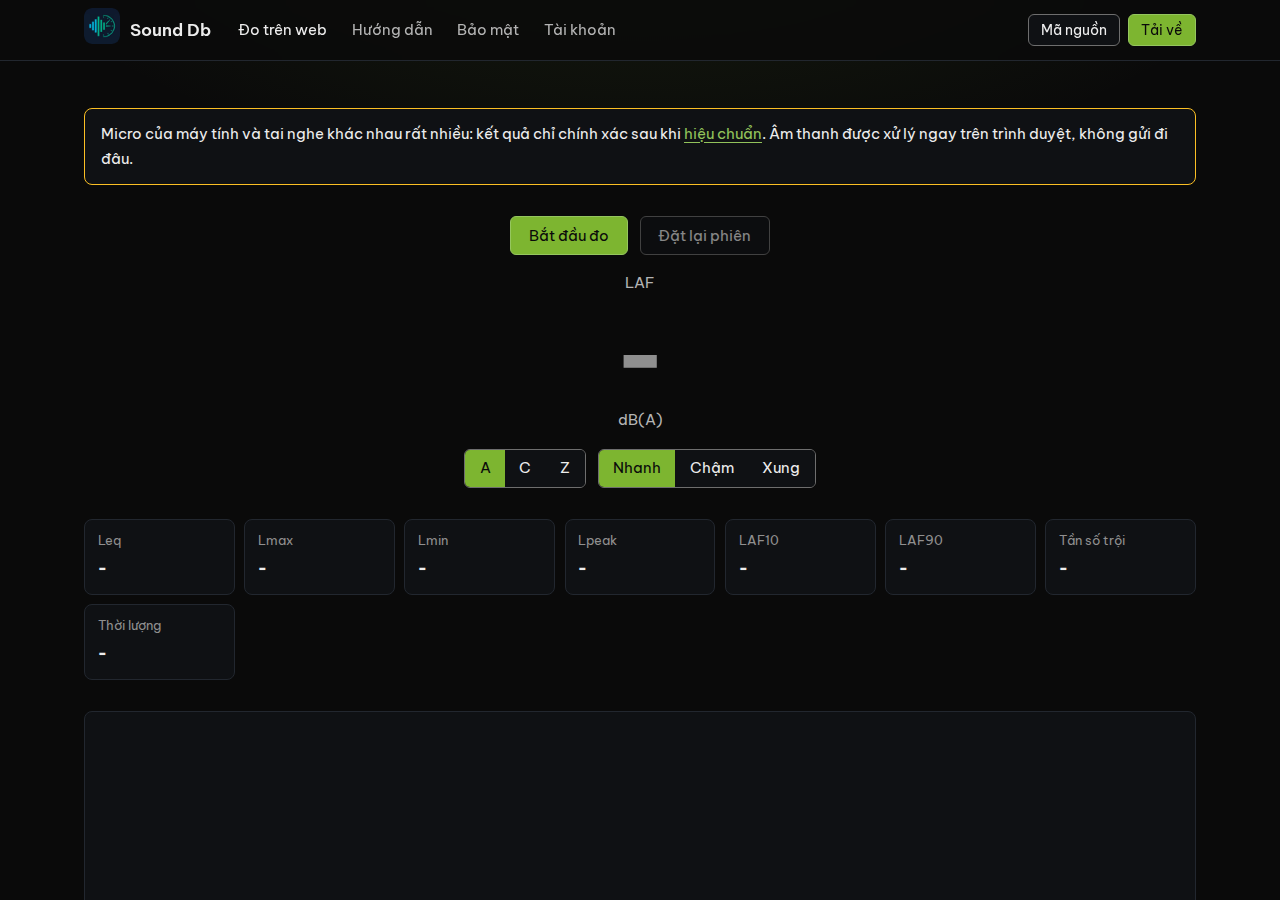 Sound Db Đo trên web Hướng dẫn Bảo mật Tài khoản Mã nguồn Tải về
Micro của máy tính và tai nghe khác nhau rất nhiều: kết quả chỉ chính xác sau khi hiệu chuẩn. Âm thanh được xử lý ngay trên trình duyệt, không gửi đi
đâu.
Bắt đầu đo Đặt lại phiên
LAF
-
dB(A)
A C Z Nhanh Chậm Xung
Leq Lmax Lmin Lpeak LAF10 LAF90 Tần số trội
- - - - - - -
Thời lượng
-